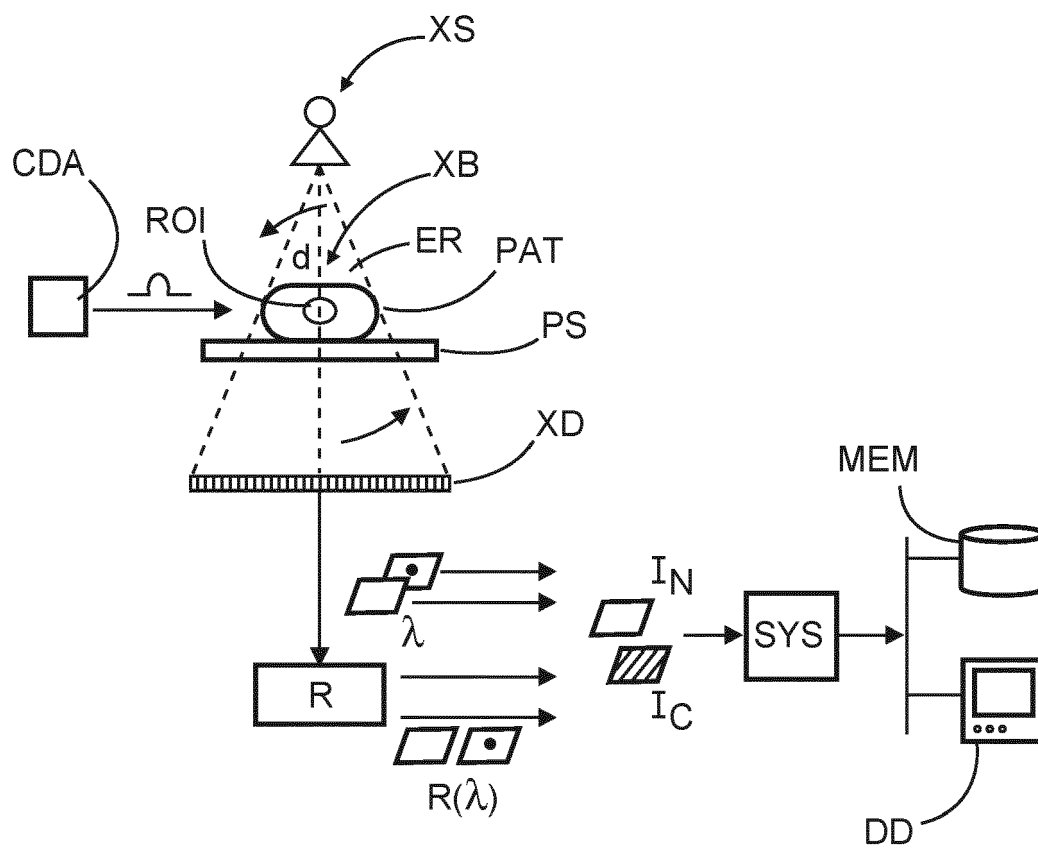 XS
CDA
XB
ROI
ER
d
PAT
PS
XD
MEM
λ
I_N
SYS
R
I_C
R(λ)
DD